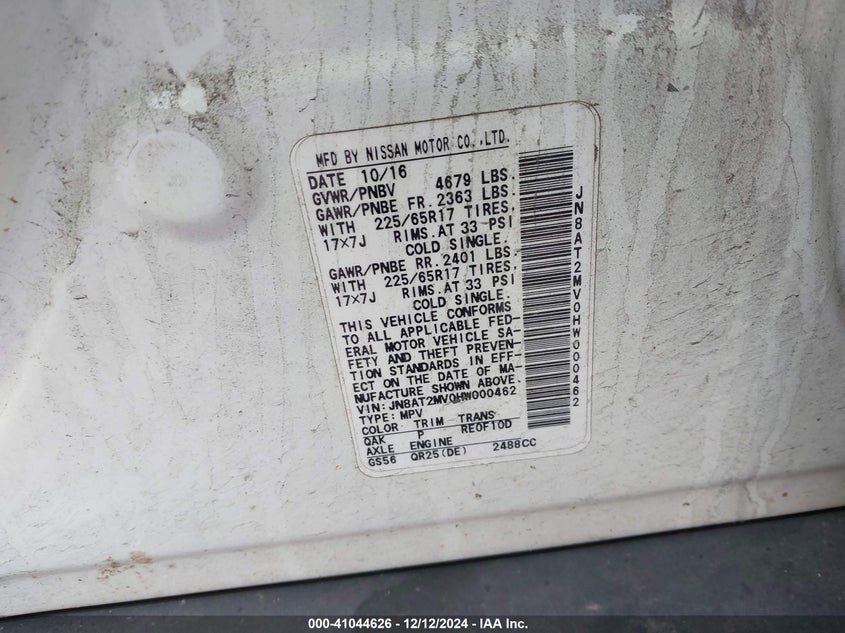 MFD BY NISSAN MOTOR CO.,LTD.
DATE 10/16
GVWR/PNBV 4679 LBS.
GAWR/PNBE FR. 2363 LBS.
WITH 225/65R17 TIRES,
17×7J RIMS.AT 33 PSI
COLD SINGLE.
GAWR/PNBE RR. 2401 LBS.
WITH 225/65R17 TIRES,
17×7J RIMS.AT 33 PSI
COLD SINGLE.
THIS VEHICLE CONFORMS
TO ALL APPLICABLE FED-
ERAL MOTOR VEHICLE SA-
FETY AND THEFT PREVEN-
TION STANDARDS IN EFF-
ECT ON THE DATE OF MA-
NUFACTURE SHOWN ABOVE.
VIN: JN8AT2MV0HW000462
TYPE: MPV
COLOR TRIM TRANS
QAK P RE0F10D
AXLE ENGINE
GS56 QR25(DE) 2488CC
JN8AT2MV0HW000462
000-41044626 - 12/12/2024 - IAA Inc.